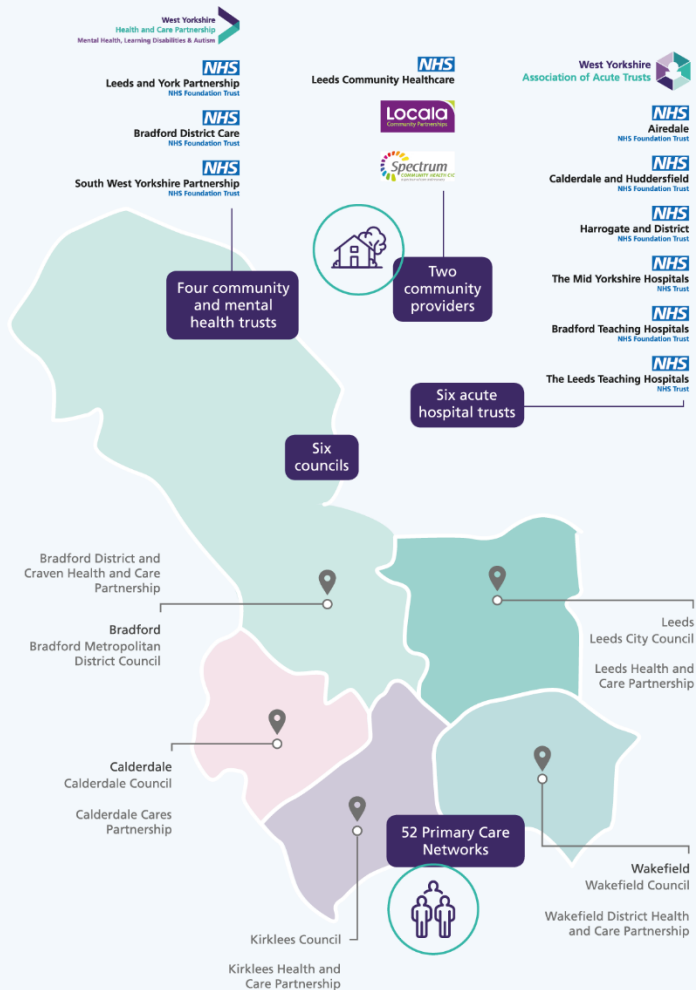 West Yorkshire
Health and Care Partnership
Mental Health, Learning Disabilities & Autism
NHS
Leeds and York Partnership
NHS Foundation Trust
NHS
Bradford District Care
NHS Foundation Trust
NHS
South West Yorkshire Partnership
NHS Foundation Trust
Four community
and mental
health trusts
NHS
Leeds Community Healthcare
Locala
Community Partnerships
Spectrum
COMMUNITY HEALTH CIC
Two
community
providers
West Yorkshire
Association of Acute Trusts
NHS
Airedale
NHS Foundation Trust
NHS
Calderdale and Huddersfield
NHS Foundation Trust
NHS
Harrogate and District
NHS Foundation Trust
NHS
The Mid Yorkshire Hospitals
NHS Trust
NHS
Bradford Teaching Hospitals
NHS Foundation Trust
NHS
The Leeds Teaching Hospitals
NHS Trust
Six acute
hospital trusts
Six
councils
Bradford District and
Craven Health and Care
Partnership
Bradford
Bradford Metropolitan
District Council
Leeds
Leeds City Council
Leeds Health and
Care Partnership
Calderdale
Calderdale Council
Calderdale Cares
Partnership
52 Primary Care
Networks
Wakefield
Wakefield Council
Wakefield District Health
and Care Partnership
Kirklees Council
Kirklees Health and
Care Partnership